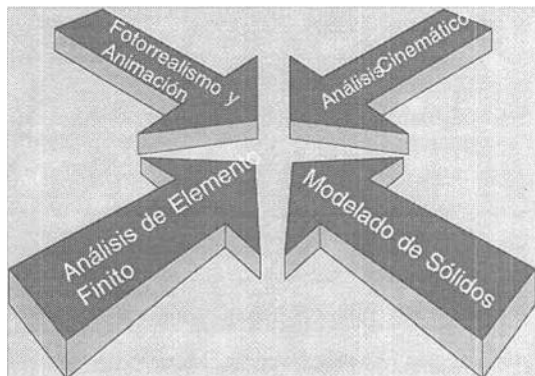 Fotorrealismo y
Animación
Análisis Cinemático
Análisis de Elemento
Finito
Modelado de Sólidos